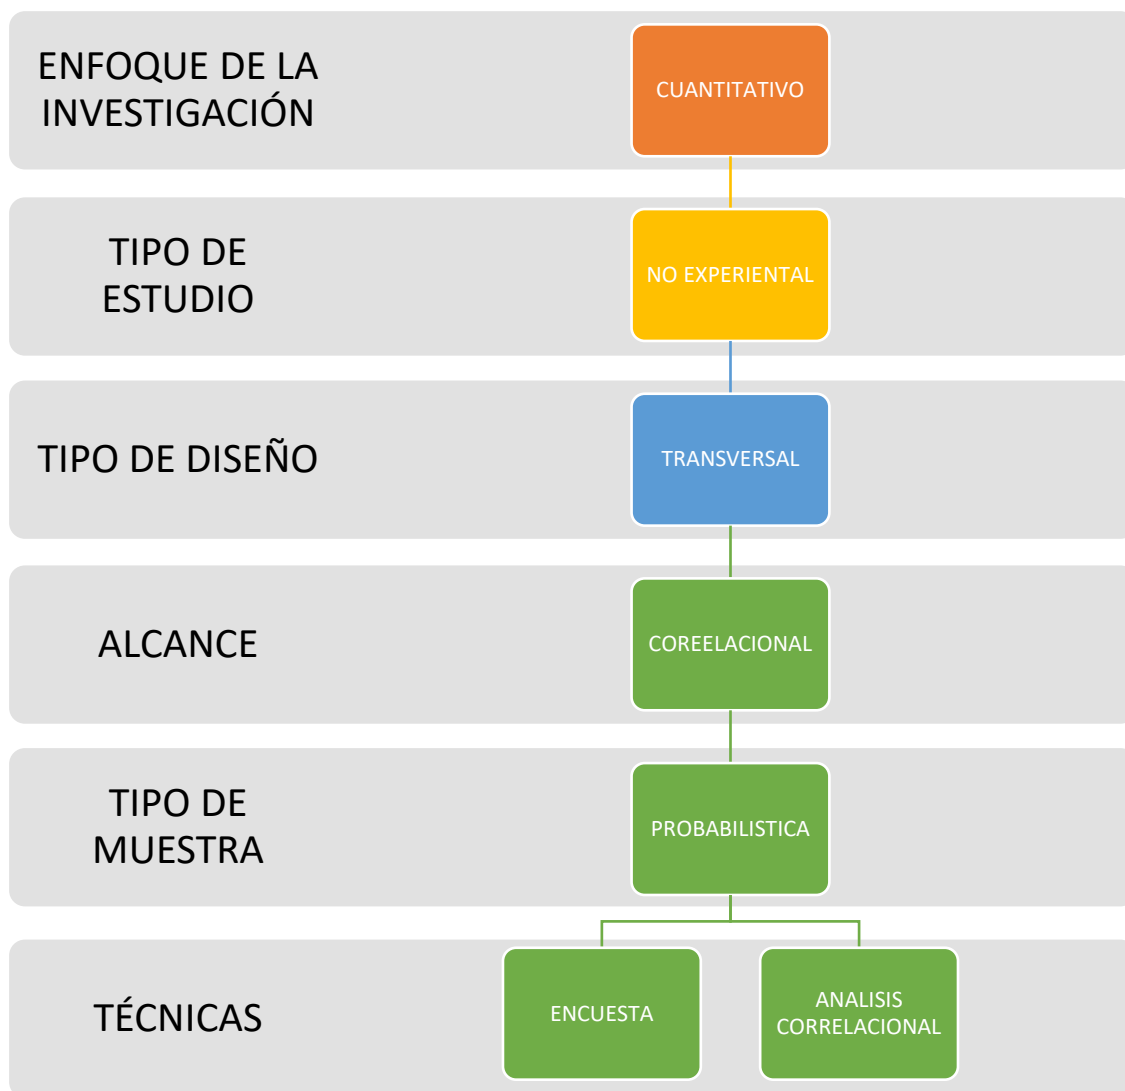 ENFOQUE DE LA
INVESTIGACIÓN
CUANTITATIVO
TIPO DE
ESTUDIO
NO EXPERIENTAL
TIPO DE DISEÑO
TRANSVERSAL
ALCANCE
COREELACIONAL
TIPO DE
MUESTRA
PROBABILISTICA
TÉCNICAS
ENCUESTA
ANALISIS
CORRELACIONAL